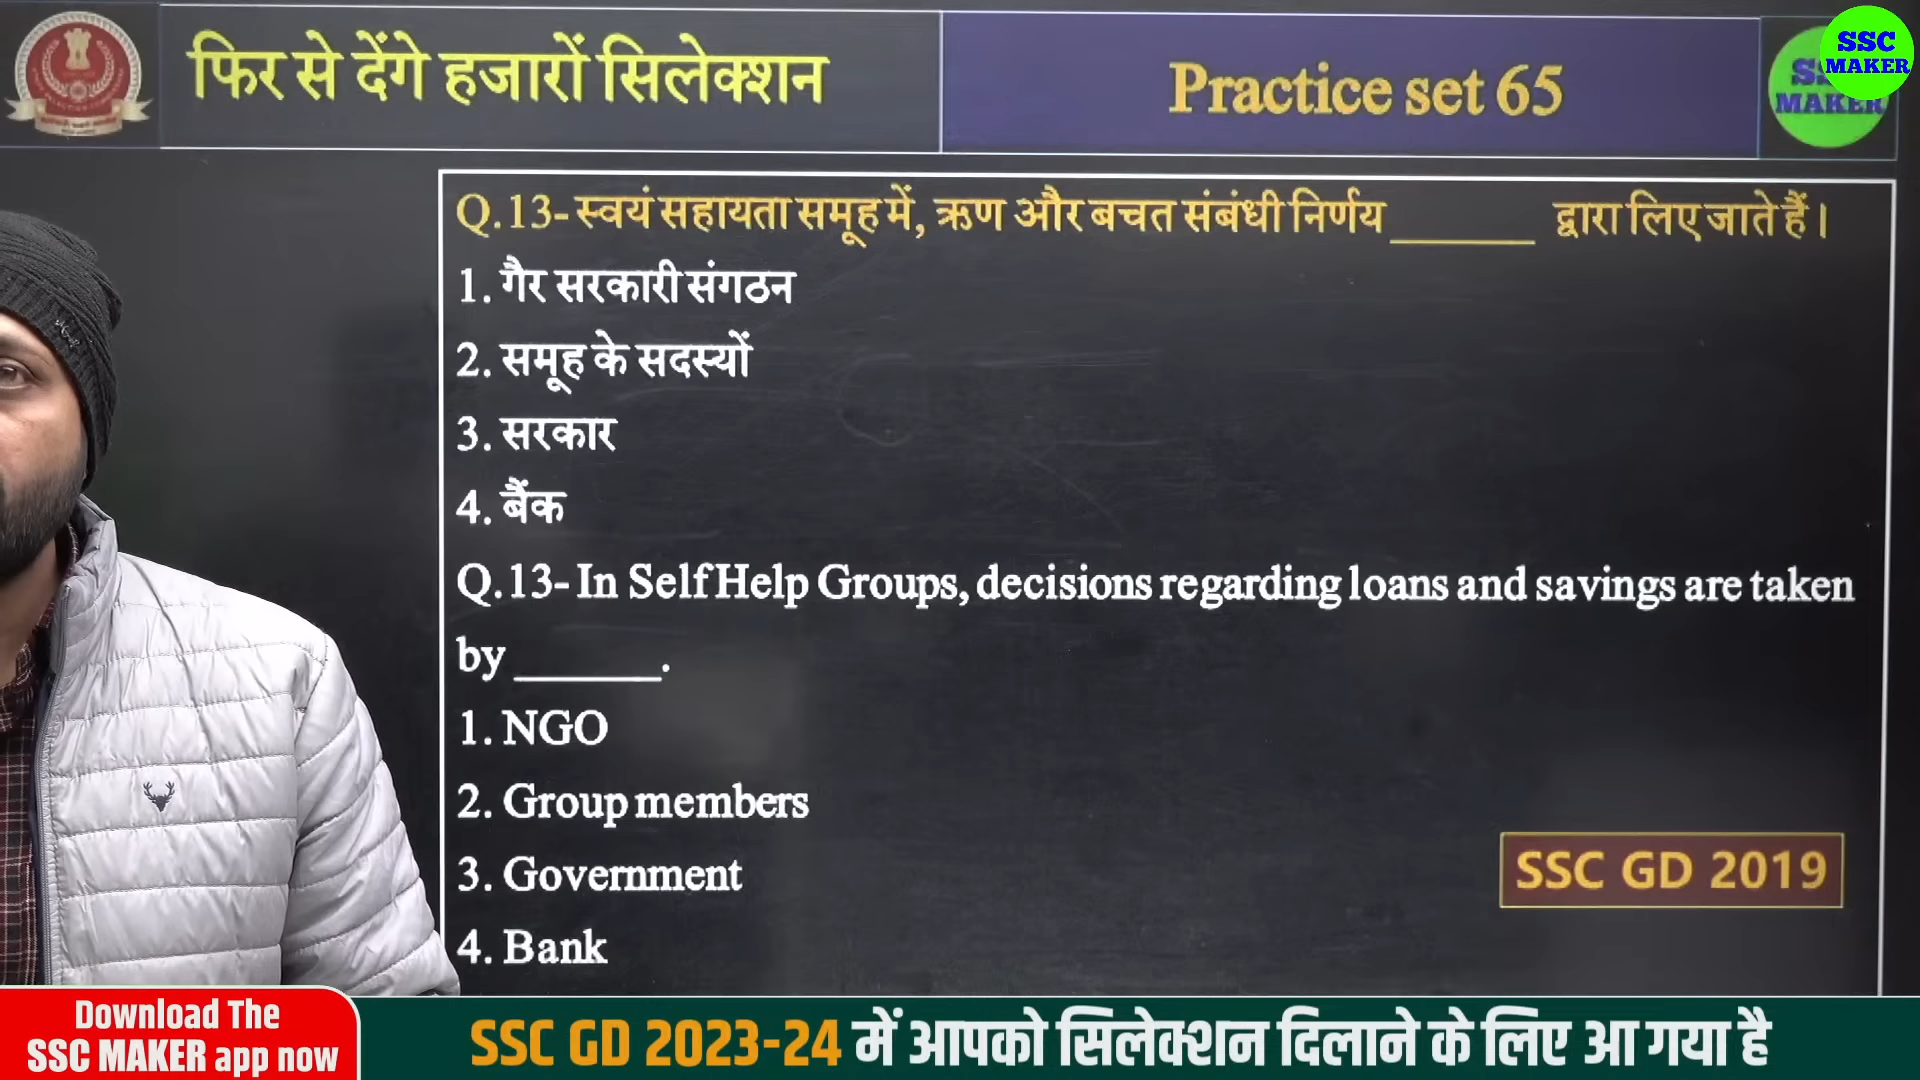 फिर से देंगे हजारों सिलेक्शन
Practice set 65
SSC
MAKER
MAKER
Q.13- स्वयं सहायता समूह में, ऋण और बचत संबंधी निर्णय ______ द्वारा लिए जाते हैं।
1. गैर सरकारी संगठन
2. समूह के सदस्यों
3. सरकार
4. बैंक
Q.13- In Self Help Groups, decisions regarding loans and savings are taken
by ______.
1. NGO
2. Group members
3. Government
4. Bank
SSC GD 2019
Download The
SSC MAKER app now
SSC GD 2023-24 में आपको सिलेक्शन दिलाने के लिए आ गया है